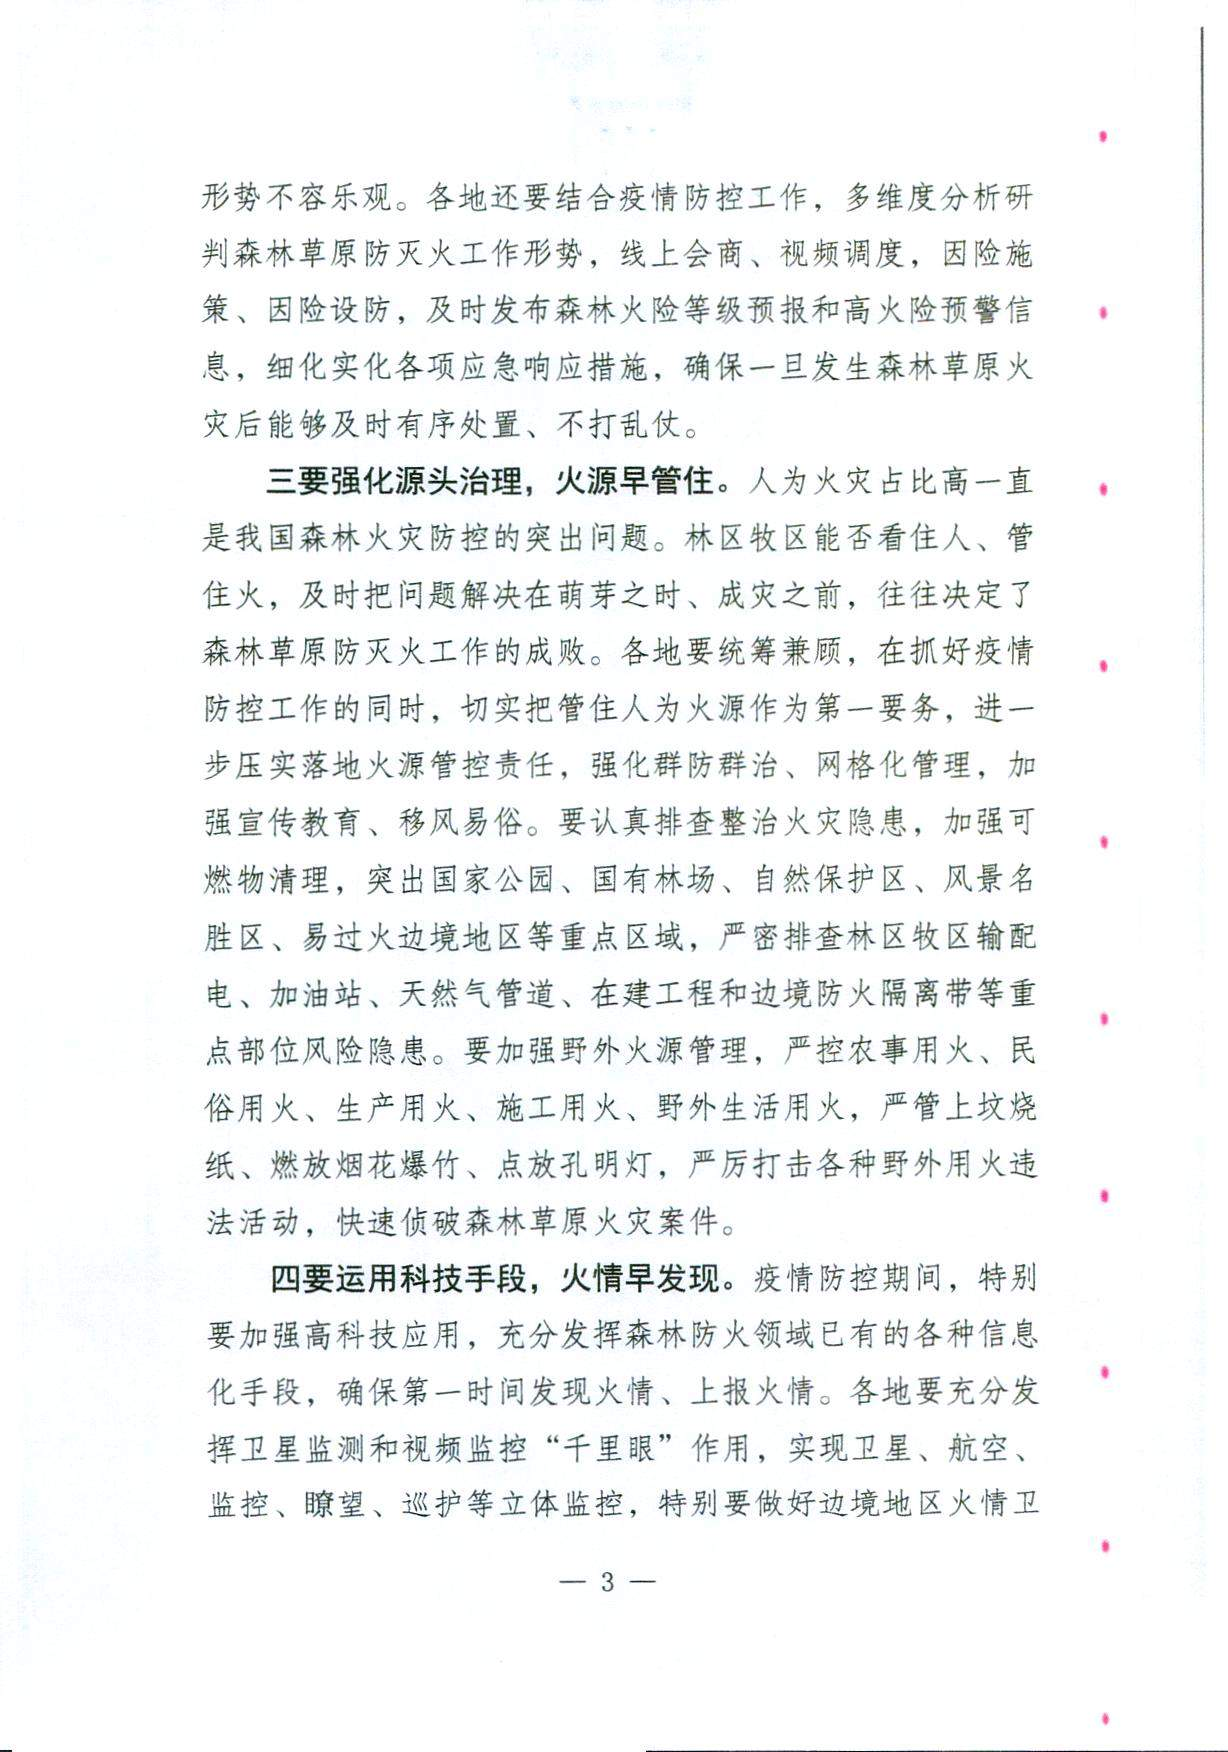 形势不容乐观。各地还要结合疫情防控工作，多维度分析研
判森林草原防灭火工作形势，线上会商、视频调度，因险施
策、因险设防，及时发布森林火险等级预报和高火险预警信
息，细化实化各项应急响应措施，确保一旦发生森林草原火
灾后能够及时有序处置、不打乱仗。
三要强化源头治理，火源早管住。人为火灾占比高一直
是我国森林火灾防控的突出问题。林区牧区能否看住人、管
住火，及时把问题解决在萌芽之时、成灾之前，往往决定了
森林草原防灭火工作的成败。各地要统筹兼顾，在抓好疫情
防控工作的同时，切实把管住人为火源作为第一要务，进一
步压实落地火源管控责任，强化群防群治、网格化管理，加
强宣传教育、移风易俗。要认真排查整治火灾隐患，加强可
燃物清理，突出国家公园、国有林场、自然保护区、风景名
胜区、易过火边境地区等重点区域，严密排查林区牧区输配
电、加油站、天然气管道、在建工程和边境防火隔离带等重
点部位风险隐患。要加强野外火源管理，严控农事用火、民
俗用火、生产用火、施工用火、野外生活用火，严管上坟烧
纸、燃放烟花爆竹、点放孔明灯，严厉打击各种野外用火违
法活动，快速侦破森林草原火灾案件。
四要运用科技手段，火情早发现。疫情防控期间，特别
要加强高科技应用，充分发挥森林防火领域已有的各种信息
化手段，确保第一时间发现火情、上报火情。各地要充分发
挥卫星监测和视频监控“千里眼”作用，实现卫星、航空、
监控、瞭望、巡护等立体监控，特别要做好边境地区火情卫
— 3 —